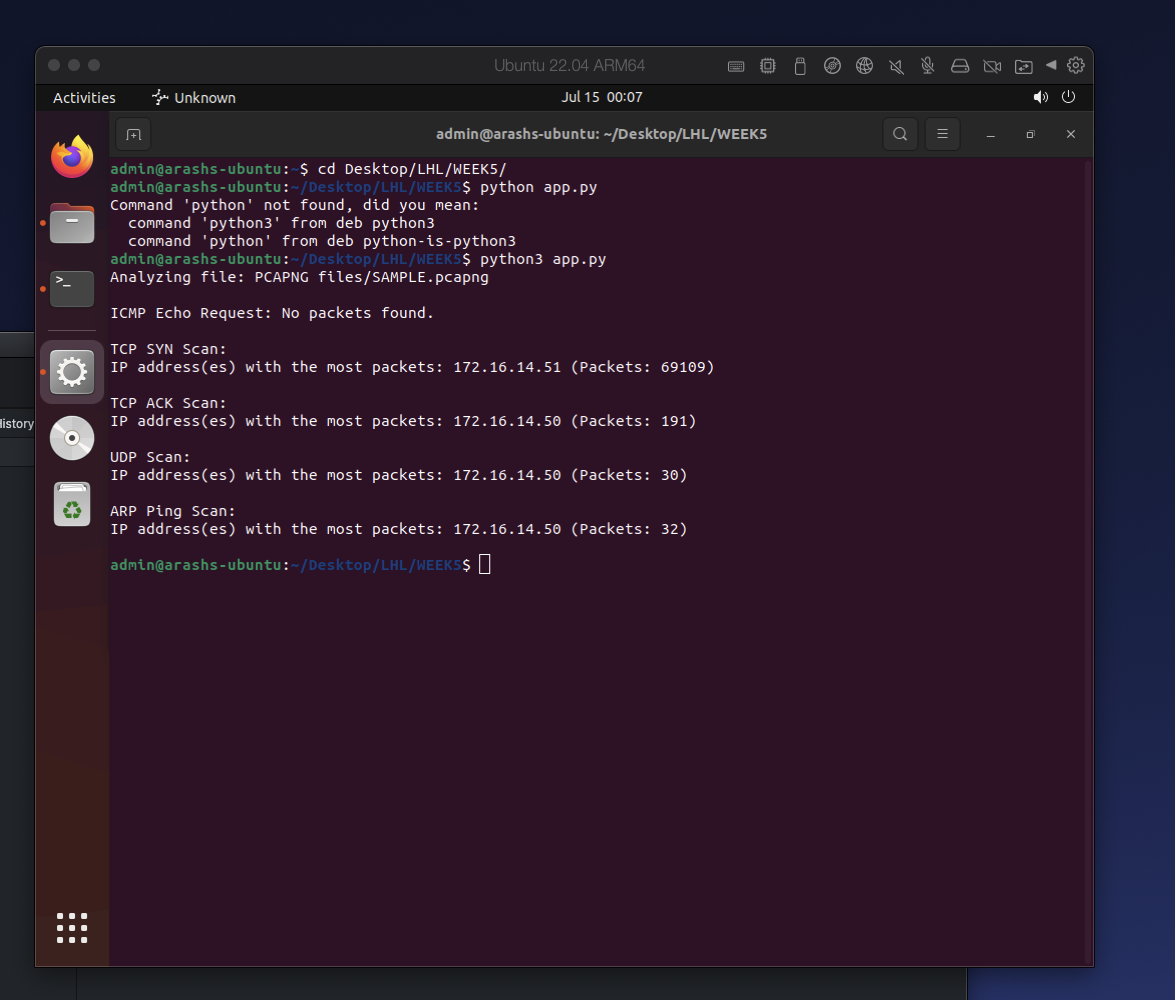 Ubuntu 22.04 ARM64
Activities Unknown Jul 15 00:07
admin@arashs-ubuntu: ~/Desktop/LHL/WEEK5
admin@arashs-ubuntu:~$ cd Desktop/LHL/WEEK5/
admin@arashs-ubuntu:~/Desktop/LHL/WEEK5$ python app.py
Command 'python' not found, did you mean:
  command 'python3' from deb python3
  command 'python' from deb python-is-python3
admin@arashs-ubuntu:~/Desktop/LHL/WEEK5$ python3 app.py
Analyzing file: PCAPNG files/SAMPLE.pcapng
ICMP Echo Request: No packets found.
TCP SYN Scan:
IP address(es) with the most packets: 172.16.14.51 (Packets: 69109)
TCP ACK Scan:
IP address(es) with the most packets: 172.16.14.50 (Packets: 191)
History
UDP Scan:
IP address(es) with the most packets: 172.16.14.50 (Packets: 30)
ARP Ping Scan:
IP address(es) with the most packets: 172.16.14.50 (Packets: 32)
admin@arashs-ubuntu:~/Desktop/LHL/WEEK5$